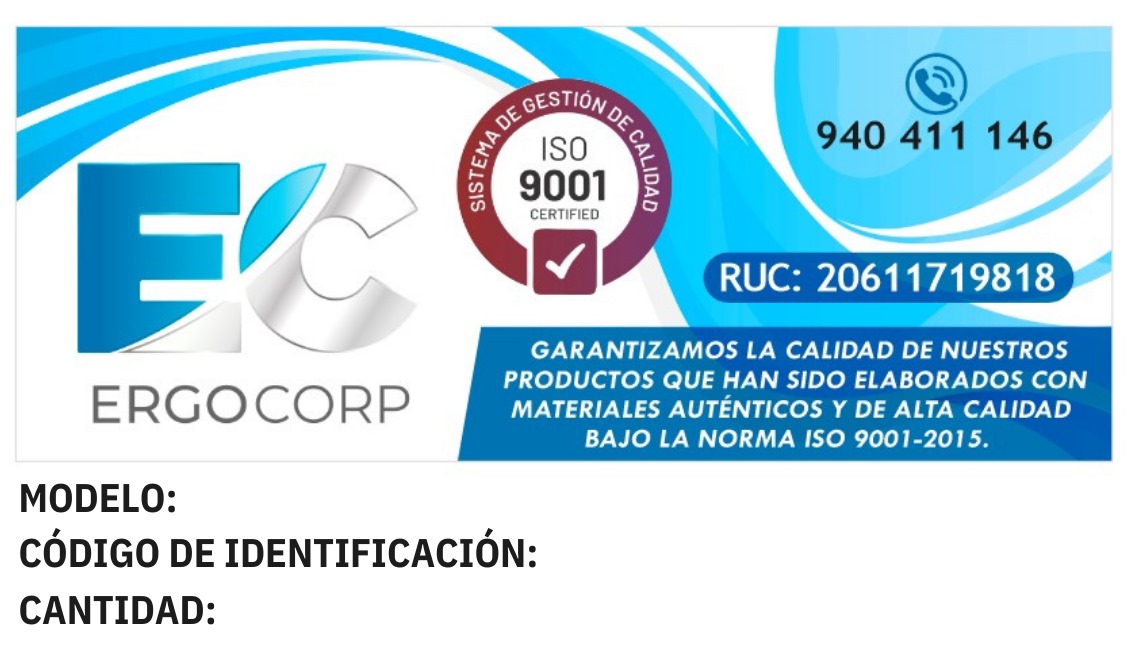 940 411 146
SISTEMA DE GESTIÓN DE CALIDAD
ISO
9001
CERTIFIED
EC
ERGOCORP
RUC: 20611719818
GARANTIZAMOS LA CALIDAD DE NUESTROS
PRODUCTOS QUE HAN SIDO ELABORADOS CON
MATERIALES AUTÉNTICOS Y DE ALTA CALIDAD
BAJO LA NORMA ISO 9001-2015.
MODELO:
CÓDIGO DE IDENTIFICACIÓN:
CANTIDAD: